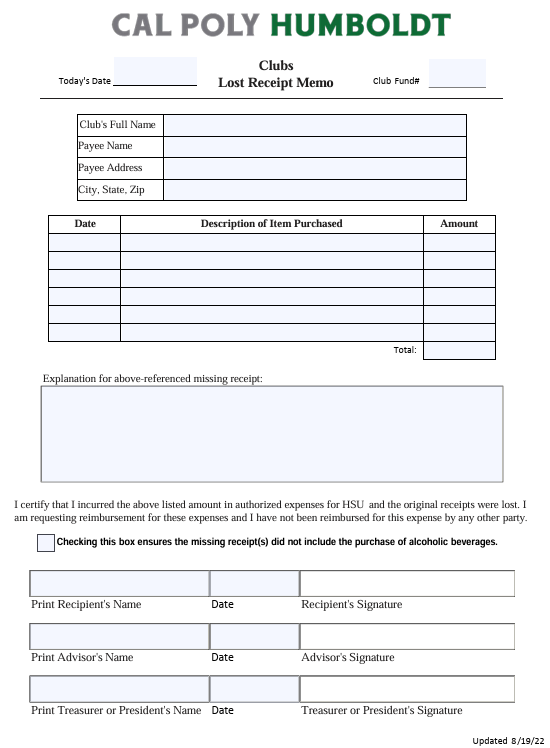 CAL POLY HUMBOLDT
Clubs
Today's Date Lost Receipt Memo Club Fund#
Club's Full Name
Payee Name
Payee Address
City, State, Zip
Date Description of Item Purchased Amount
Total:
Explanation for above-referenced missing receipt:
I certify that I incurred the above listed amount in authorized expenses for HSU and the original receipts were lost. I
am requesting reimbursement for these expenses and I have not been reimbursed for this expense by any other party.
Checking this box ensures the missing receipt(s) did not include the purchase of alcoholic beverages.
Print Recipient's Name Date Recipient's Signature
Print Advisor's Name Date Advisor's Signature
Print Treasurer or President's Name Date Treasurer or President's Signature
Updated 8/19/22